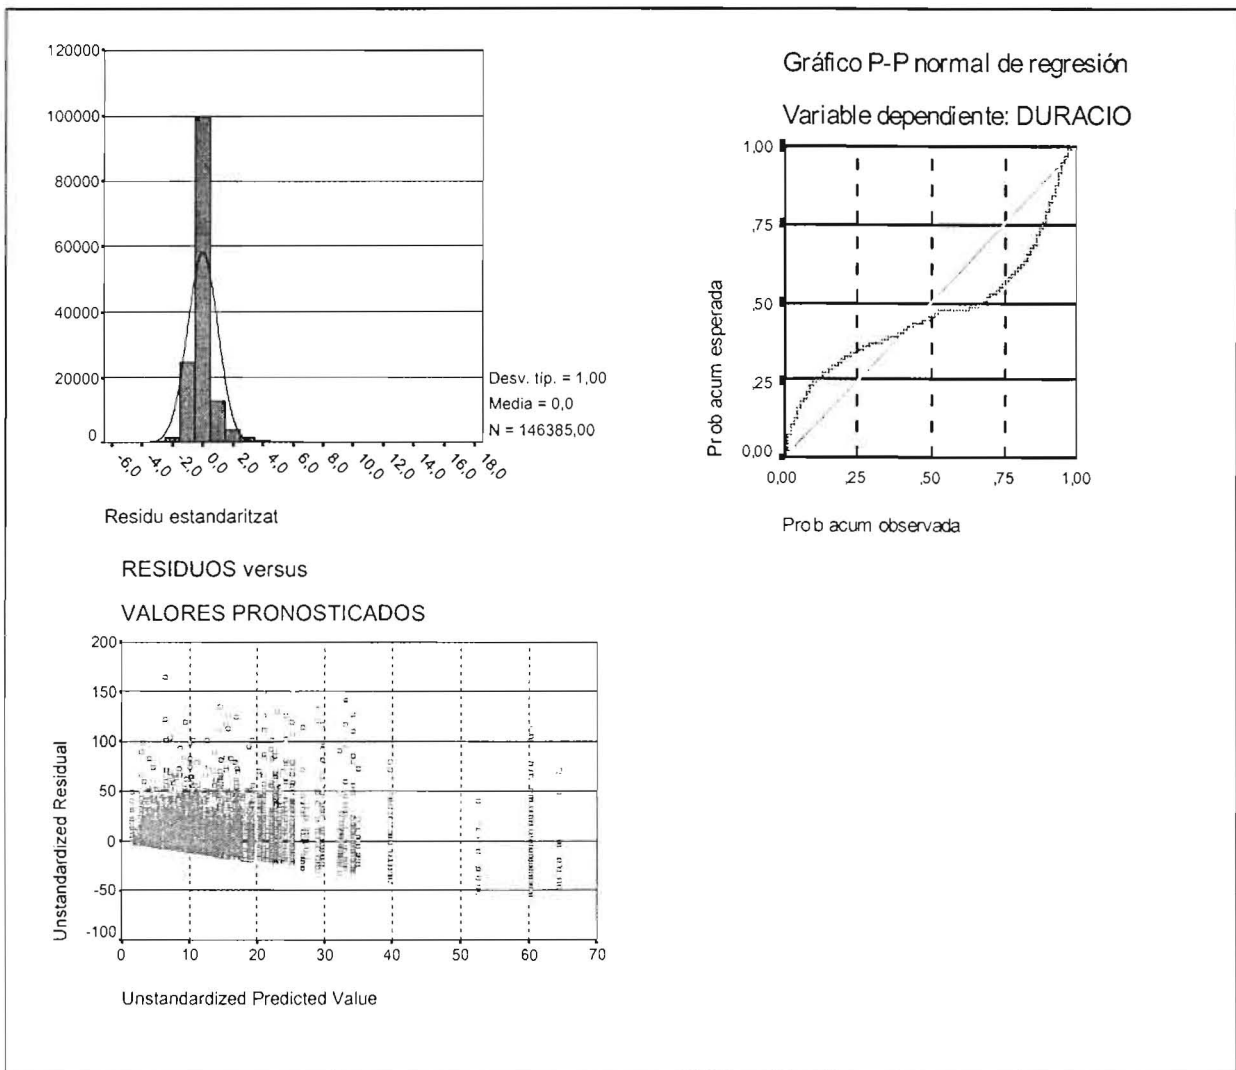 120000
100000
80000
60000
40000
20000
0
-6,0 -4,0 -2,0 0,0 2,0 4,0 6,0 8,0 10,0 12,0 14,0 16,0 18,0
Desv. típ. = 1,00
Media = 0,0
N = 146385,00
Residu estandaritzat
Gráfico P-P normal de regresión
Variable dependiente: DURACIO
1,00
,75
,50
,25
0,00
Prob acum esperada
0,00 ,25 ,50 ,75 1,00
Prob acum observada
RESIDUOS versus
VALORES PRONOSTICADOS
200
150
100
50
0
-50
-100
Unstandardized Residual
0 10 20 30 40 50 60 70
Unstandardized Predicted Value